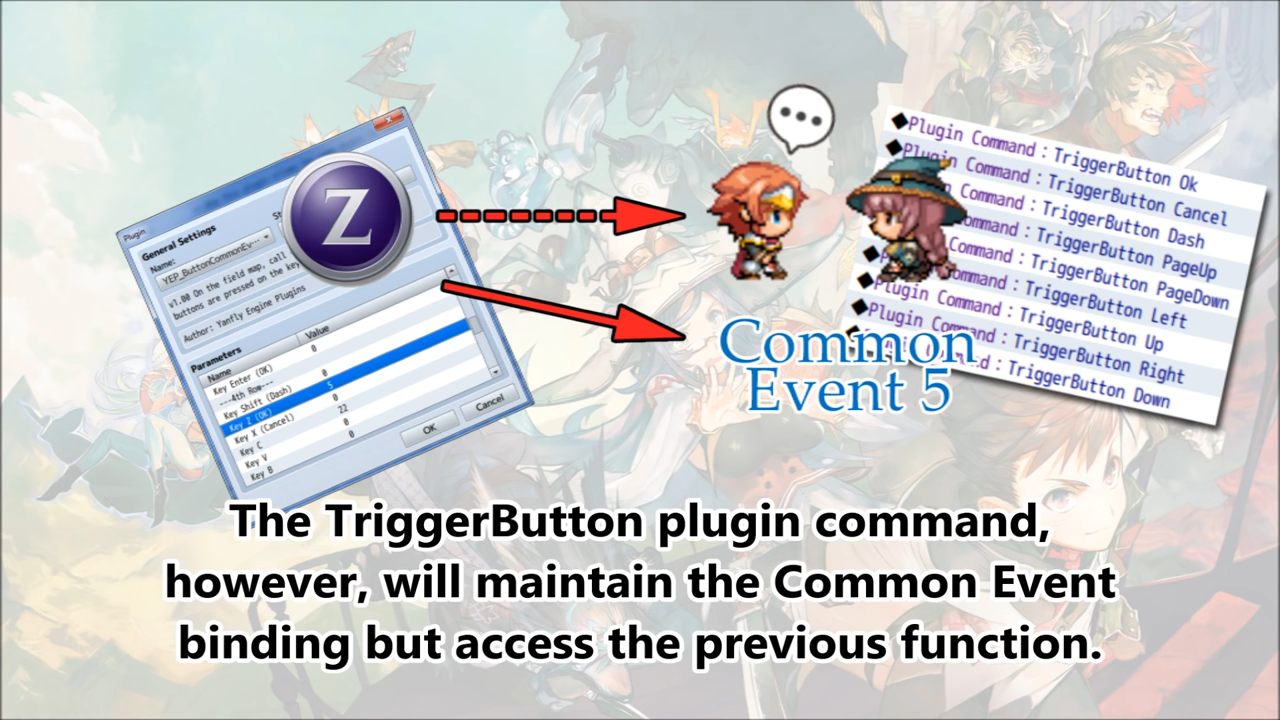 Plugin
General Settings
Name:
YEP_ButtonCommonEv···
v1.00 On the field map, call
buttons are pressed on the key
Author: Yanfly Engine Plugins
Parameters
Name Value
Key Enter (OK) 0
---4th Row---
Key Shift (Dash) 0
Key Z (OK) 5
Key X (Cancel) 0
Key C 22
Key V 0
Key B 0
OK Cancel
Z
◆Plugin Command：TriggerButton Ok
◆Plugin Command：TriggerButton Cancel
Command：TriggerButton Dash
Command：TriggerButton PageUp
Command：TriggerButton PageDown
Command：TriggerButton Left
◆Plugin Command：TriggerButton Up
◆Plugin Command：TriggerButton Right
：TriggerButton Down
Common
Event 5
The TriggerButton plugin command,
however, will maintain the Common Event
binding but access the previous function.